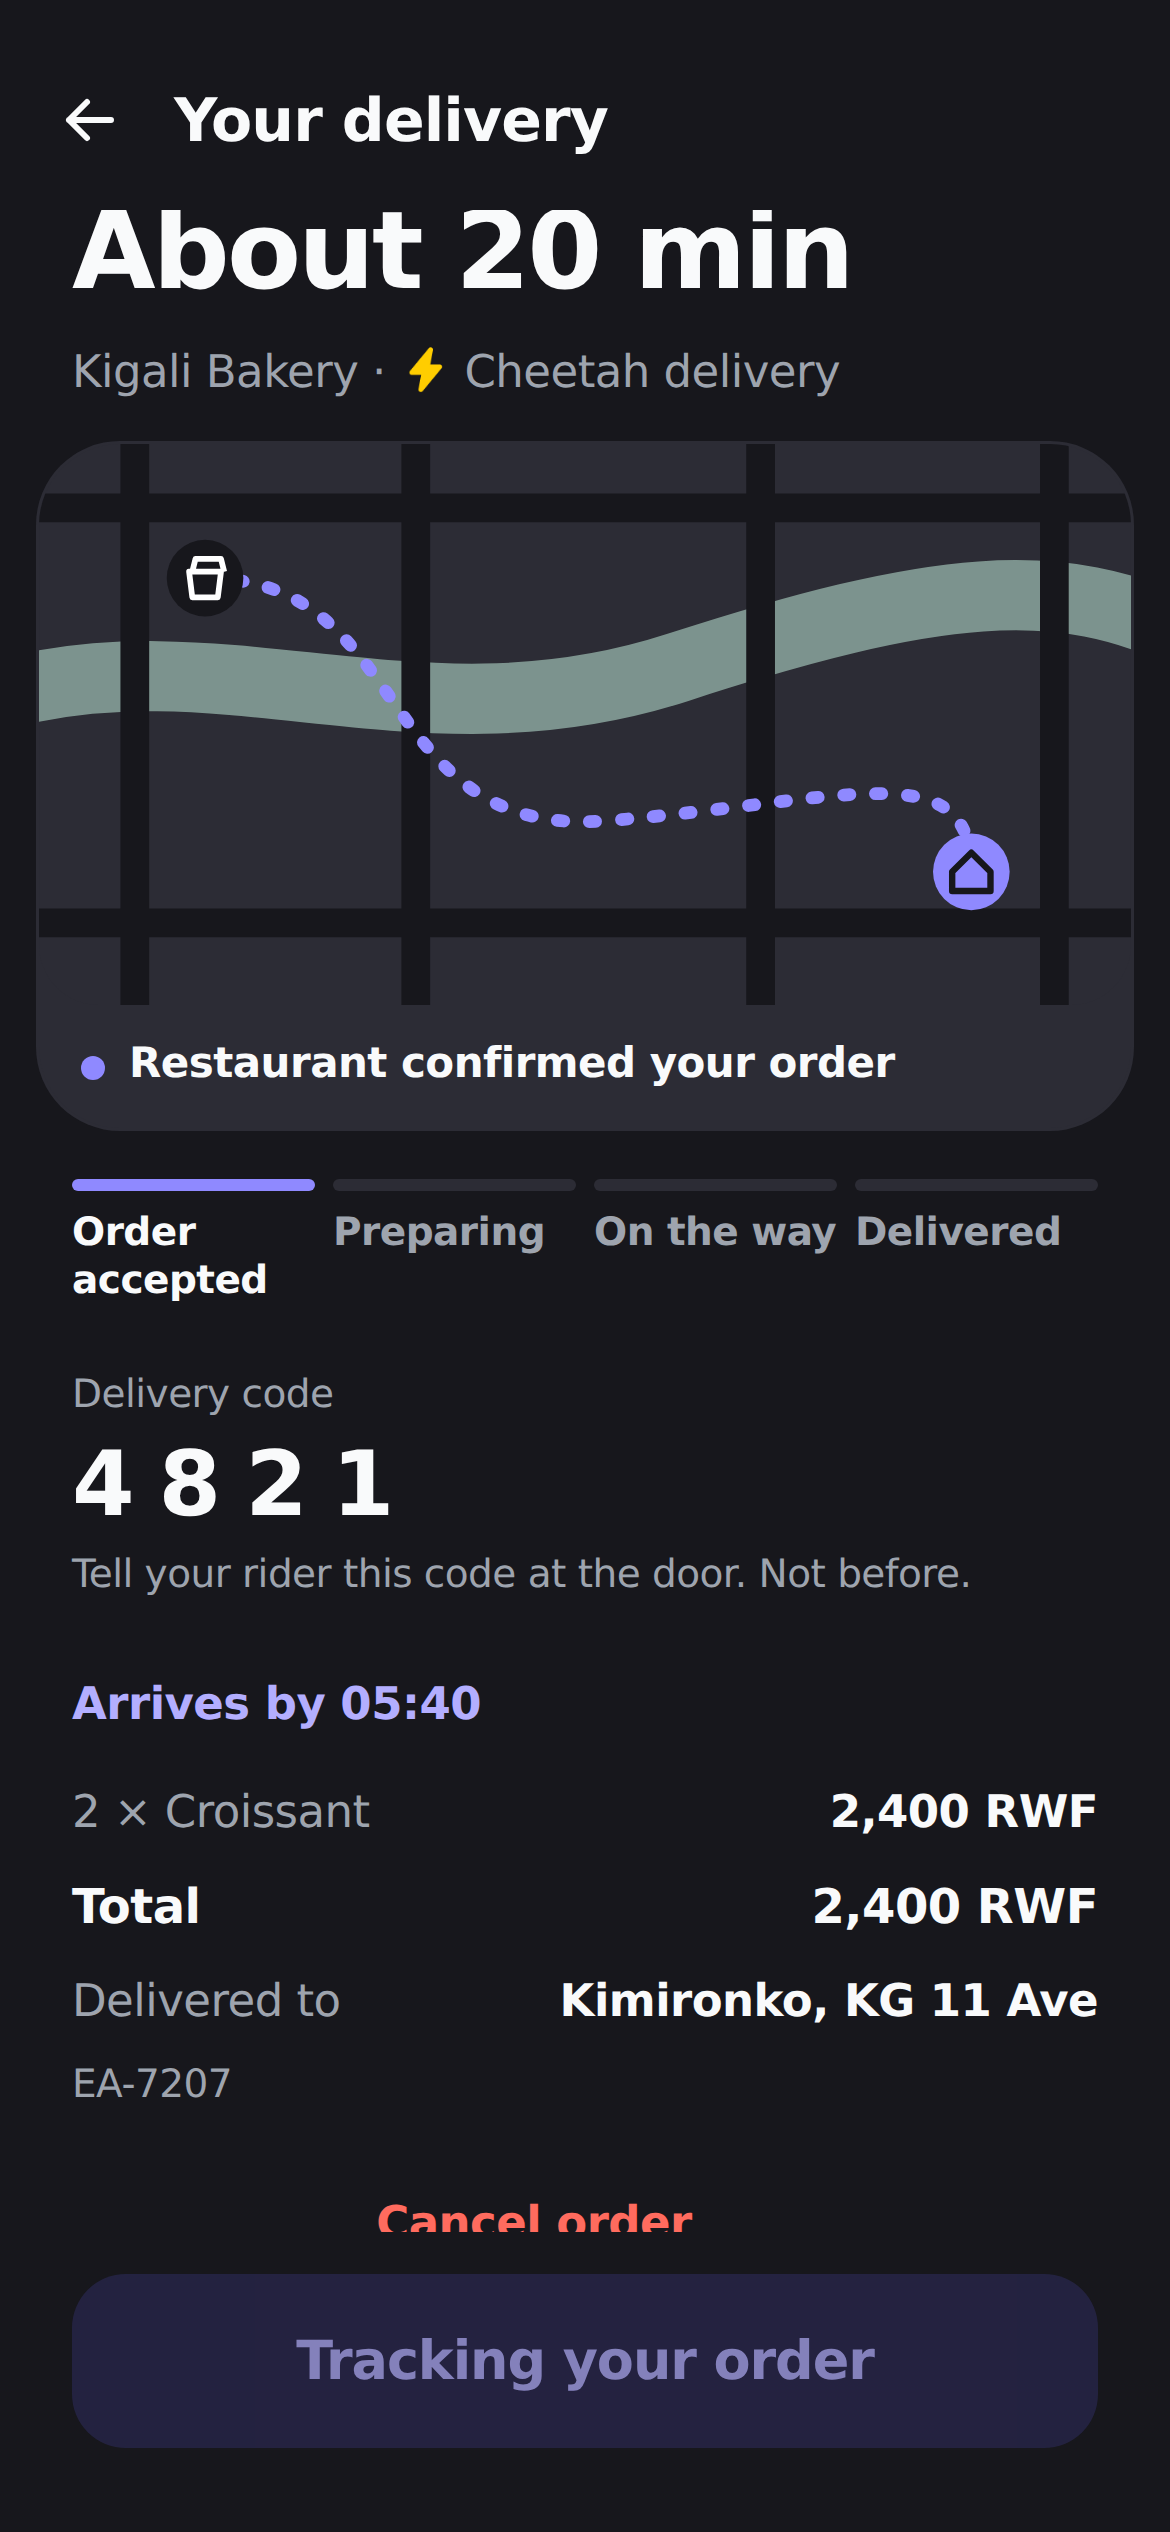 Your delivery
About 20 min
Kigali Bakery · ⚡ Cheetah delivery
Restaurant confirmed your order
Order accepted
Preparing
On the way
Delivered
Delivery code
4 8 2 1
Tell your rider this code at the door. Not before.
Arrives by 05:40
2 × Croissant 2,400 RWF
Total 2,400 RWF
Delivered to Kimironko, KG 11 Ave
EA-7207
Cancel order
Tracking your order